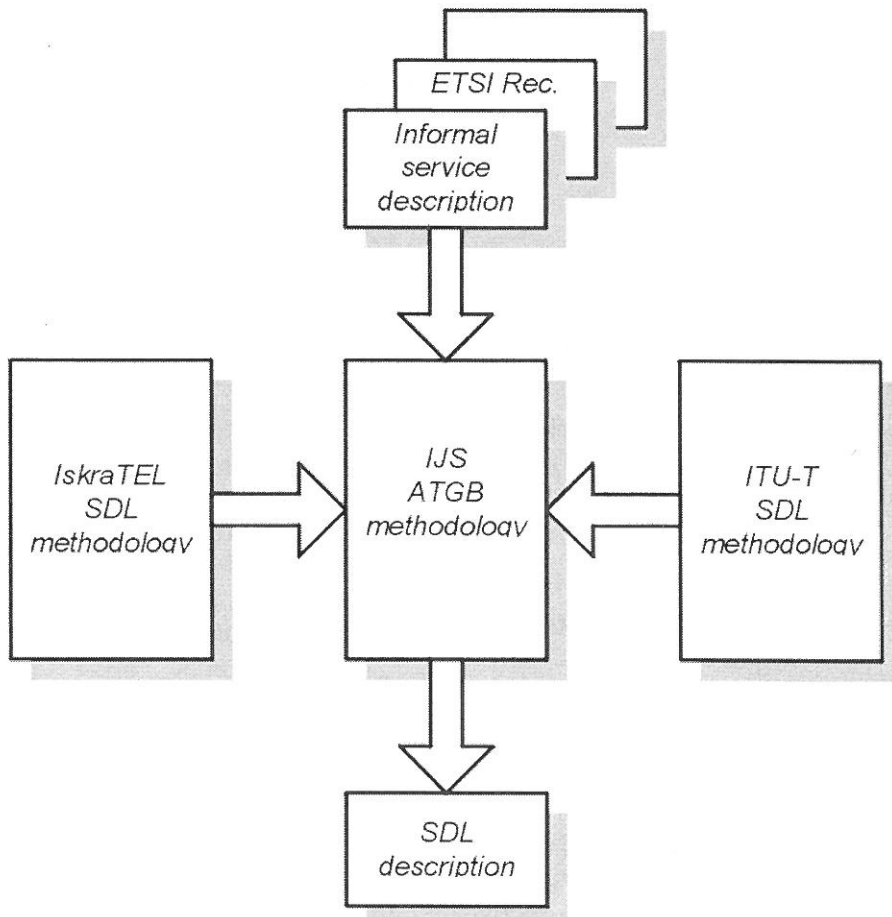 ETSI Rec.
Informal
service
description
IskraTEL
SDL
methodology
IJS
ATGB
methodology
ITU-T
SDL
methodology
SDL
description